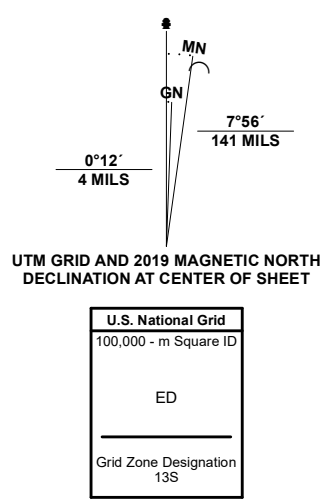 MN
GN
7°56´
141 MILS
0°12´
4 MILS
UTM GRID AND 2019 MAGNETIC NORTH
DECLINATION AT CENTER OF SHEET
U.S. National Grid
100,000 - m Square ID
ED
Grid Zone Designation
13S